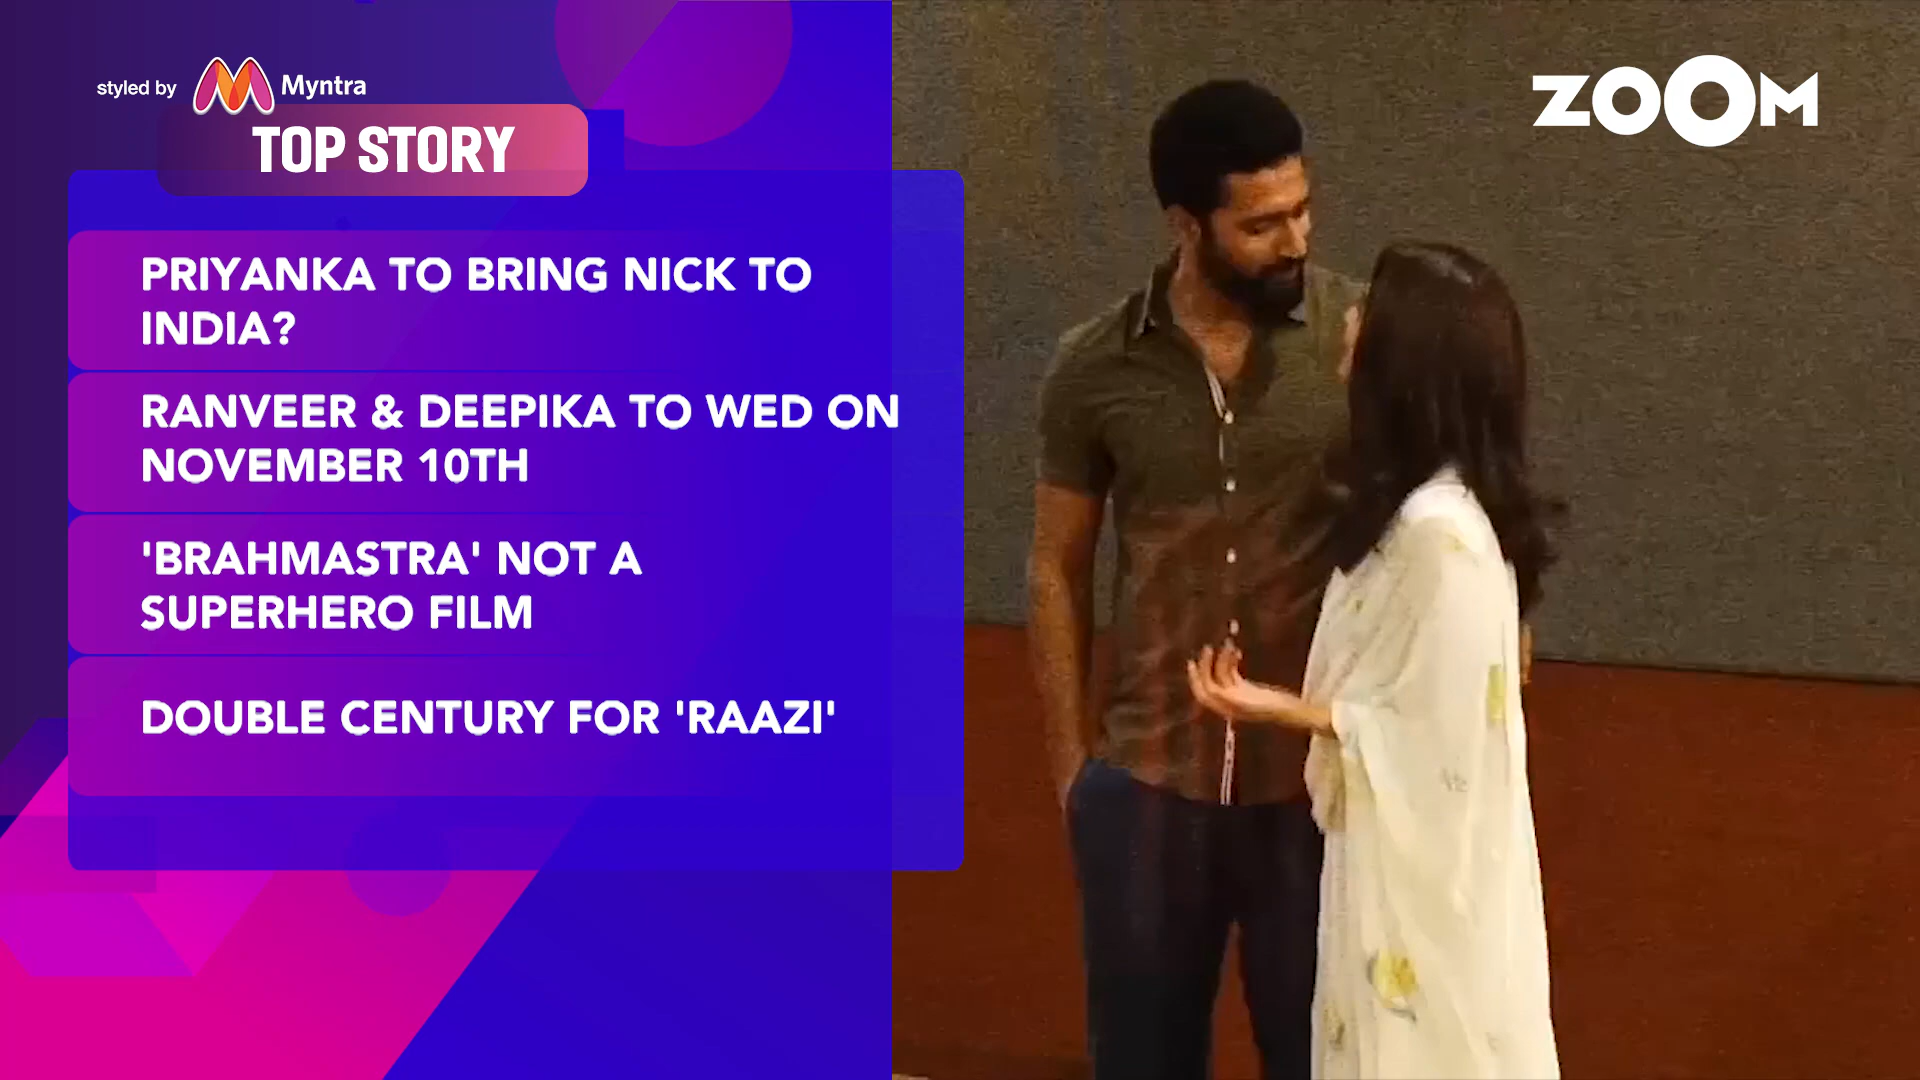 styled by Myntra
TOP STORY
ZOOM
PRIYANKA TO BRING NICK TO
INDIA?
RANVEER & DEEPIKA TO WED ON
NOVEMBER 10TH
'BRAHMASTRA' NOT A
SUPERHERO FILM
DOUBLE CENTURY FOR 'RAAZI'